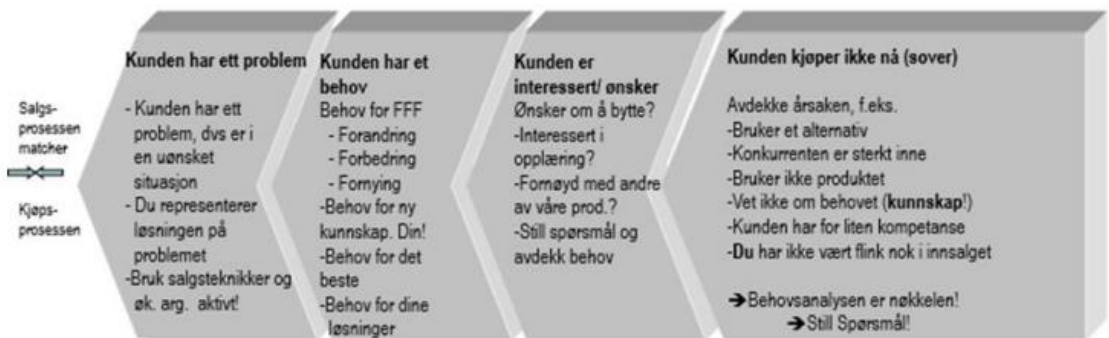 Salgs-
prosessen
matcher
Kjøps-
prosessen
Kunden har ett problem
- Kunden har ett
problem, dvs er i
en uønsket
situasjon
- Du representerer
løsningen på
problemet
-Bruk salgsteknikker og
øk. arg. aktivt!
Kunden har et
behov
Behov for FFF
- Forandring
- Forbedring
- Fornying
-Behov for ny
kunnskap. Din!
-Behov for det
beste
-Behov for dine
løsninger
Kunden er
interessert/ ønsker
Ønsker om å bytte?
-Interessert i
opplæring?
-Fornøyd med andre
av våre prod.?
-Still spørsmål og
avdekk behov
Kunden kjøper ikke nå (sover)
Avdekke årsaken, f.eks.
-Bruker et alternativ
-Konkurrenten er sterkt inne
-Bruker ikke produktet
-Vet ikke om behovet (kunnskap!)
-Kunden har for liten kompetanse
-Du har ikke vært flink nok i innsalget
➔Behovsanalysen er nøkkelen!
➔Still Spørsmål!